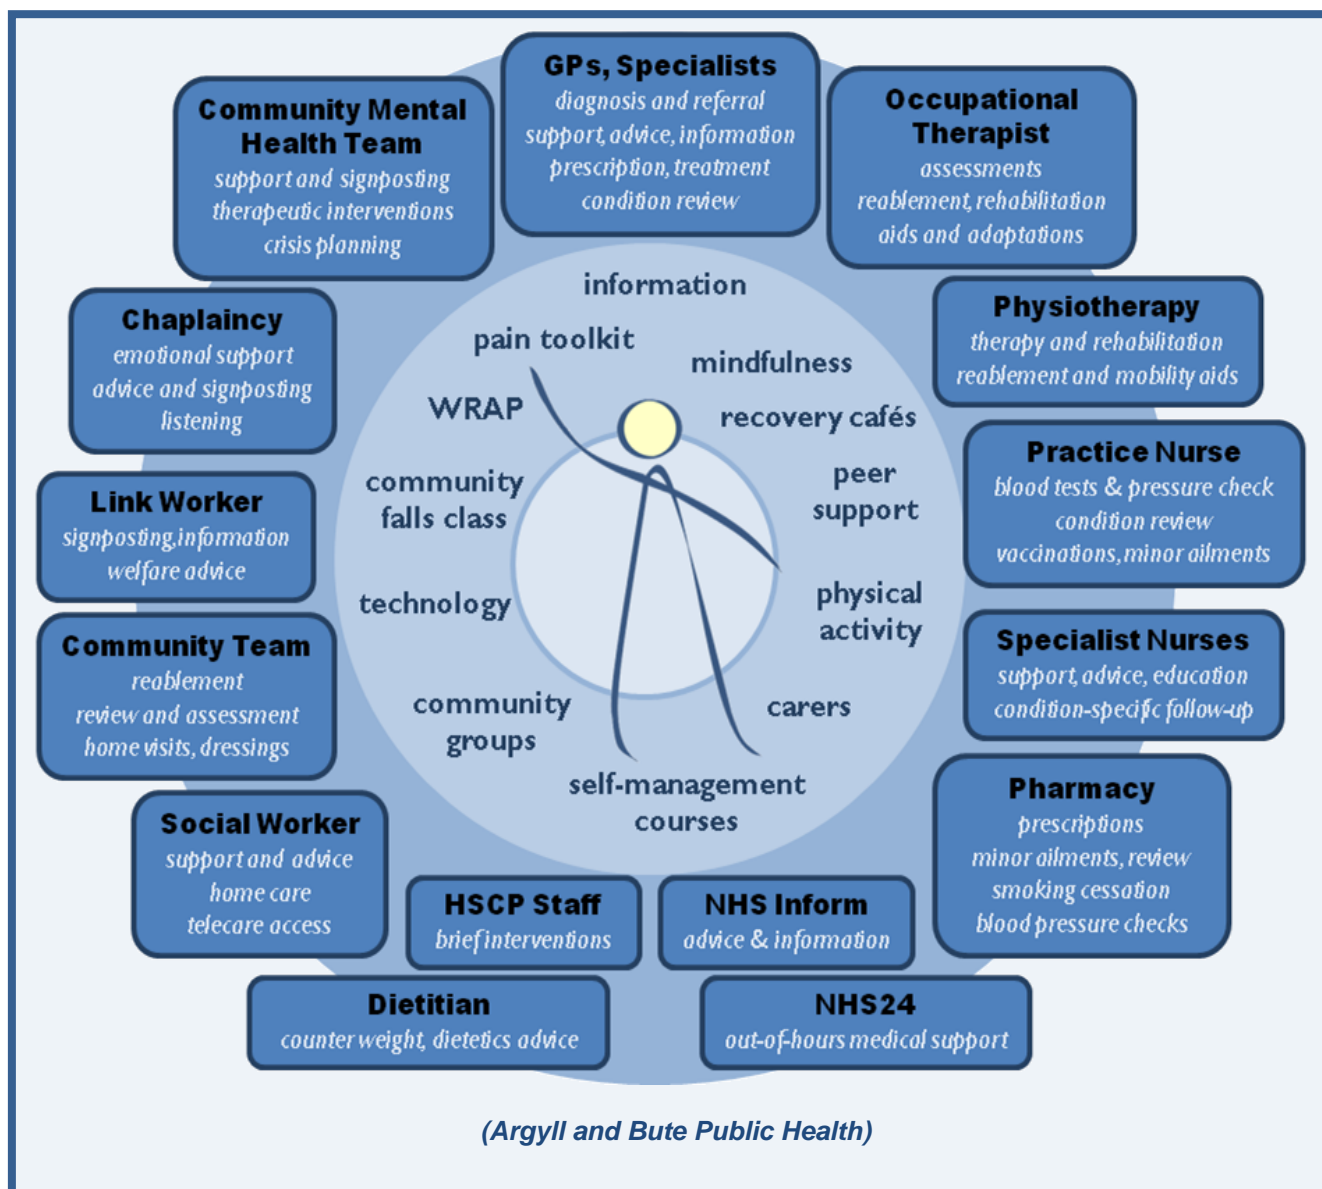 GPs, Specialists
diagnosis and referral
support, advice, information
prescription, treatment
condition review
Occupational
Therapist
assessments
reablement, rehabilitation
aids and adaptations
Physiotherapy
therapy and rehabilitation
reablement and mobility aids
Practice Nurse
blood tests & pressure check
condition review
vaccinations, minor ailments
Specialist Nurses
support, advice, education
condition-specific follow-up
Pharmacy
prescriptions
minor ailments, review
smoking cessation
blood pressure checks
NHS Inform
advice & information
NHS24
out-of-hours medical support
HSCP Staff
brief interventions
Dietitian
counter weight, dietetics advice
Social Worker
support and advice
home care
telecare access
Community Team
reablement
review and assessment
home visits, dressings
Link Worker
signposting, information
welfare advice
Chaplaincy
emotional support
advice and signposting
listening
Community Mental
Health Team
support and signposting
therapeutic interventions
crisis planning
information
mindfulness
recovery cafés
peer
support
physical
activity
carers
self-management
courses
community
groups
technology
community
falls class
WRAP
pain toolkit
(Argyll and Bute Public Health)